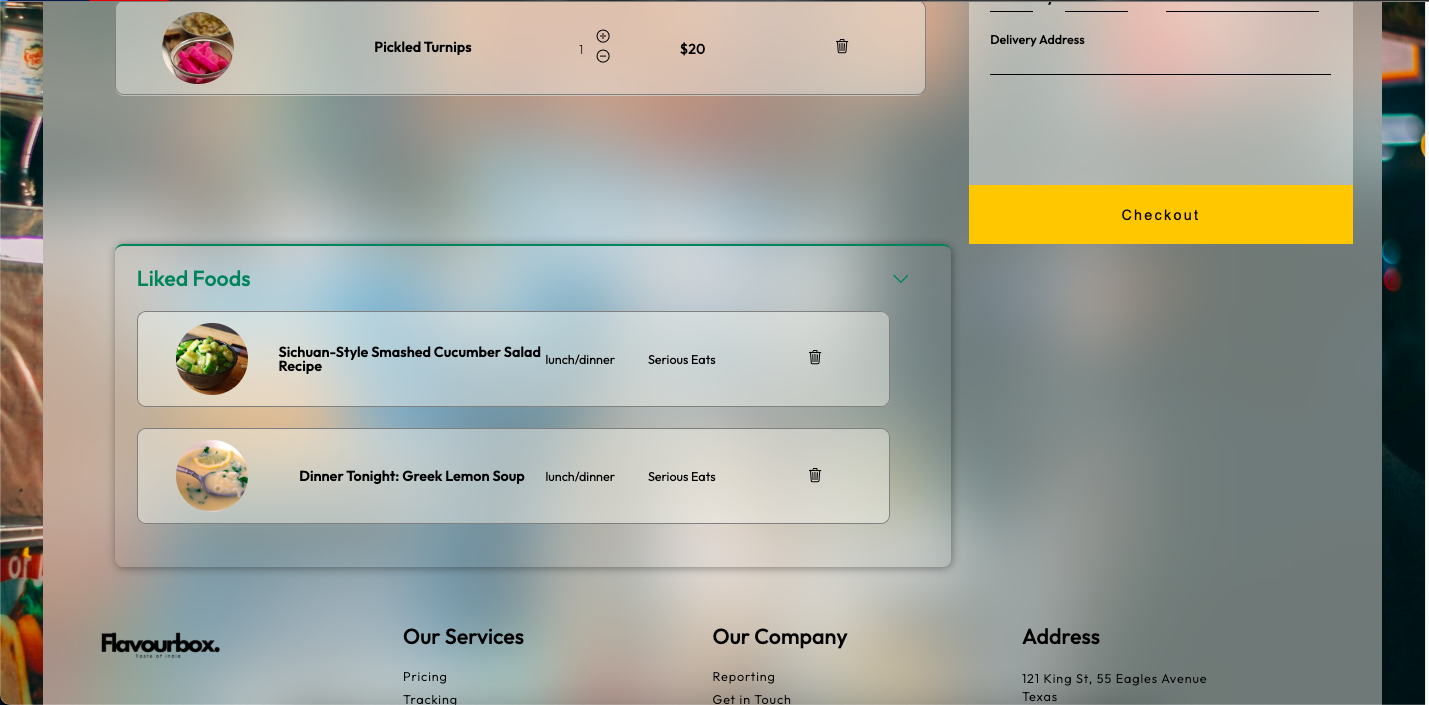 Pickled Turnips
1
$20
Delivery Address
Checkout
Liked Foods
Sichuan-Style Smashed Cucumber Salad
Recipe
lunch/dinner
Serious Eats
Dinner Tonight: Greek Lemon Soup
lunch/dinner
Serious Eats
Flavourbox.
Taste of India
Our Services
Pricing
Tracking
Our Company
Reporting
Get in Touch
Address
121 King St, 55 Eagles Avenue
Texas